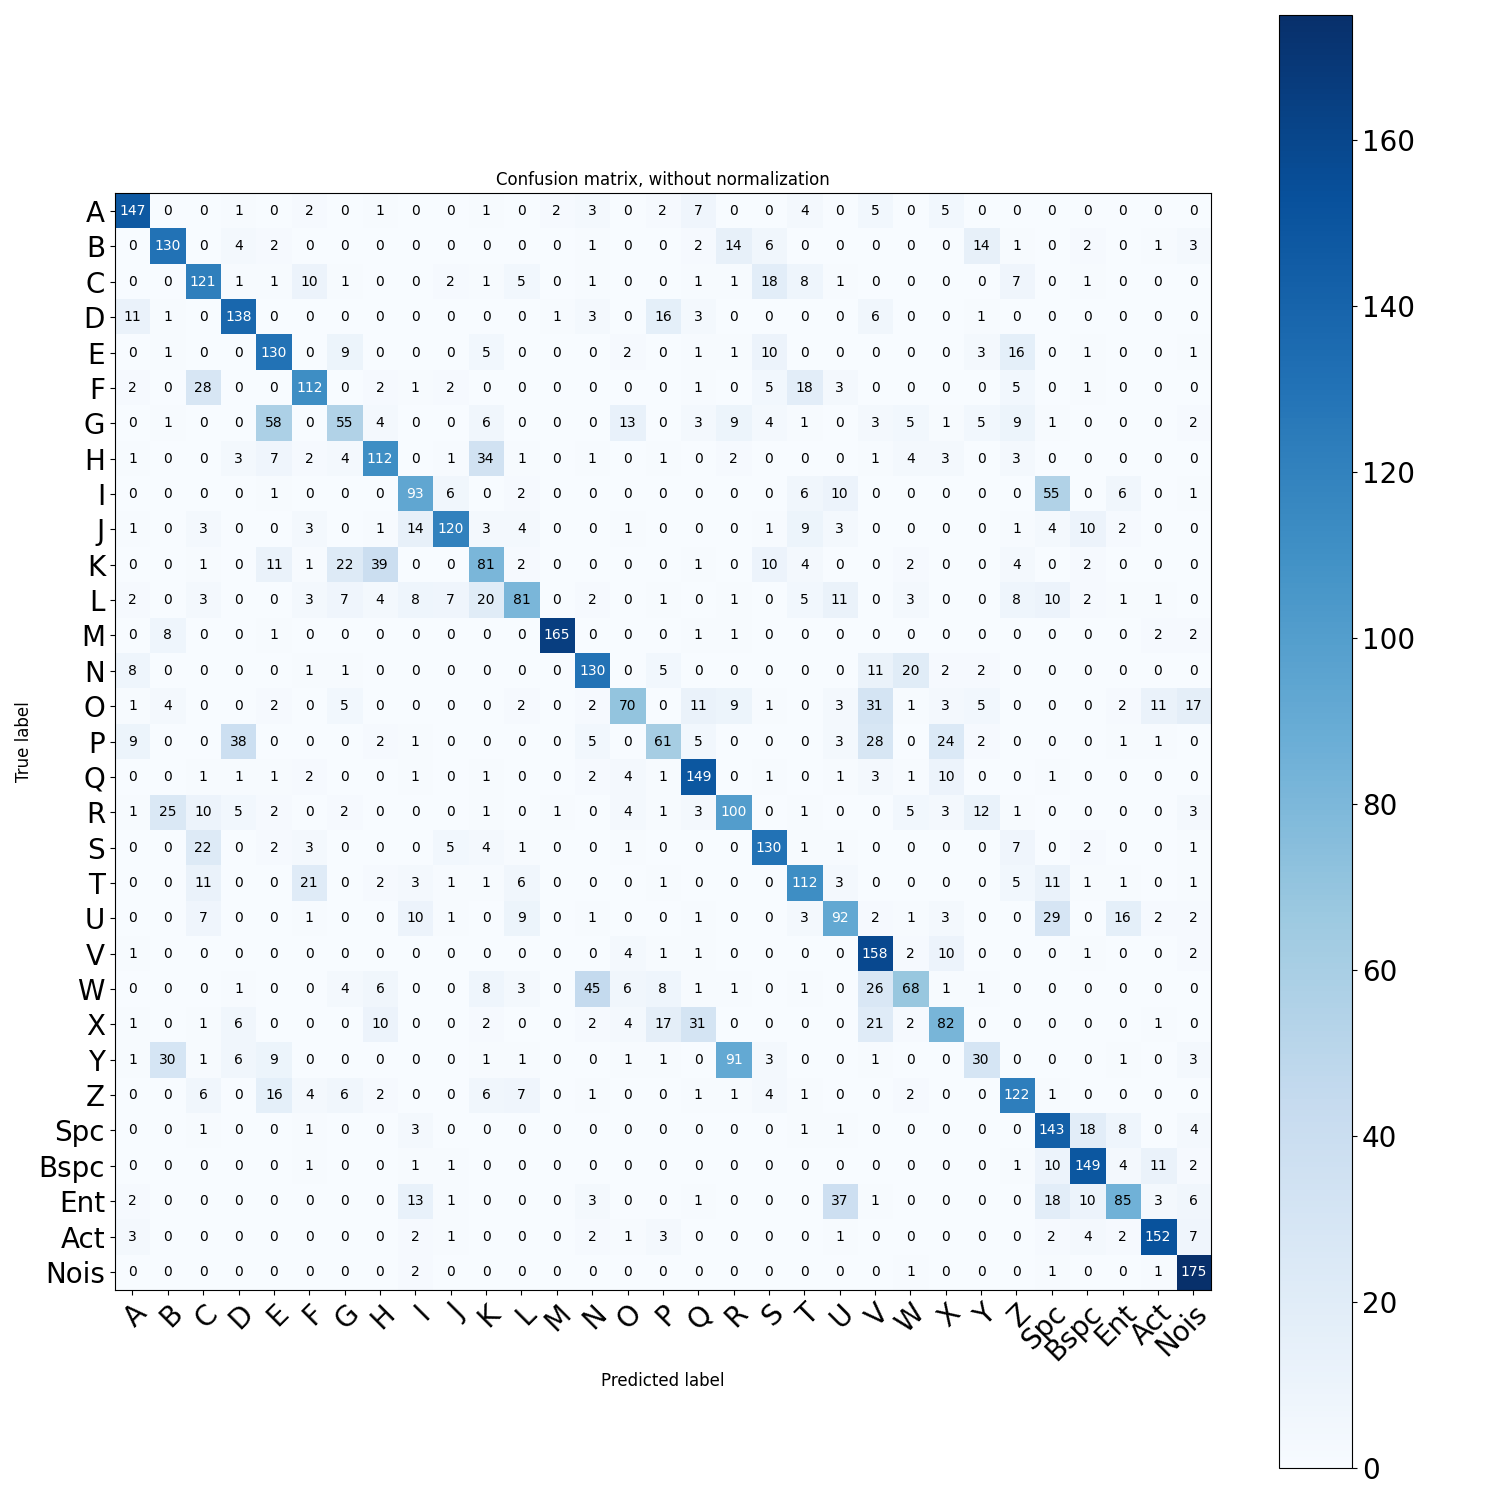 Confusion matrix, without normalization
A 147 0 0 1 0 2 0 1 0 0 1 0 2 3 0 2 7 0 0 4 0 5 0 5 0 0 0 0 0 0 0
B 0 130 0 4 2 0 0 0 0 0 0 0 0 1 0 0 2 14 6 0 0 0 0 0 14 1 0 2 0 1 3
C 0 0 121 1 1 10 1 0 0 2 1 5 0 1 0 0 1 1 18 8 1 0 0 0 0 7 0 1 0 0 0
D 11 1 0 138 0 0 0 0 0 0 0 0 1 3 0 16 3 0 0 0 0 6 0 0 1 0 0 0 0 0 0
E 0 1 0 0 130 0 9 0 0 0 5 0 0 0 2 0 1 1 10 0 0 0 0 0 3 16 0 1 0 0 1
F 2 0 28 0 0 112 0 2 1 2 0 0 0 0 0 0 1 0 5 18 3 0 0 0 0 5 0 1 0 0 0
G 0 1 0 0 58 0 55 4 0 0 6 0 0 0 13 0 3 9 4 1 0 3 5 1 5 9 1 0 0 0 2
H 1 0 0 3 7 2 4 112 0 1 34 1 0 1 0 1 0 2 0 0 0 1 4 3 0 3 0 0 0 0 0
I 0 0 0 0 1 0 0 0 93 6 0 2 0 0 0 0 0 0 0 6 10 0 0 0 0 0 55 0 6 0 1
J 1 0 3 0 0 3 0 1 14 120 3 4 0 0 1 0 0 0 1 9 3 0 0 0 0 1 4 10 2 0 0
K 0 0 1 0 11 1 22 39 0 0 81 2 0 0 0 0 1 0 10 4 0 0 2 0 0 4 0 2 0 0 0
L 2 0 3 0 0 3 7 4 8 7 20 81 0 2 0 1 0 1 0 5 11 0 3 0 0 8 10 2 1 1 0
M 0 8 0 0 1 0 0 0 0 0 0 0 165 0 0 0 1 1 0 0 0 0 0 0 0 0 0 0 0 2 2
N 8 0 0 0 0 1 1 0 0 0 0 0 0 130 0 5 0 0 0 0 0 11 20 2 2 0 0 0 0 0 0
O 1 4 0 0 2 0 5 0 0 0 0 2 0 2 70 0 11 9 1 0 3 31 1 3 5 0 0 0 2 11 17
P 9 0 0 38 0 0 0 2 1 0 0 0 0 5 0 61 5 0 0 0 3 28 0 24 2 0 0 0 1 1 0
Q 0 0 1 1 1 2 0 0 1 0 1 0 0 2 4 1 149 0 1 0 1 3 1 10 0 0 1 0 0 0 0
R 1 25 10 5 2 0 2 0 0 0 1 0 1 0 4 1 3 100 0 1 0 0 5 3 12 1 0 0 0 0 3
S 0 0 22 0 2 3 0 0 0 5 4 1 0 0 1 0 0 0 130 1 1 0 0 0 0 7 0 2 0 0 1
T 0 0 11 0 0 21 0 2 3 1 1 6 0 0 0 1 0 0 0 112 3 0 0 0 0 5 11 1 1 0 1
U 0 0 7 0 0 1 0 0 10 1 0 9 0 1 0 0 1 0 0 3 92 2 1 3 0 0 29 0 16 2 2
V 1 0 0 0 0 0 0 0 0 0 0 0 0 0 4 1 1 0 0 0 0 158 2 10 0 0 0 1 0 0 2
W 0 0 0 1 0 0 4 6 0 0 8 3 0 45 6 8 1 1 0 1 0 26 68 1 1 0 0 0 0 0 0
X 1 0 1 6 0 0 0 10 0 0 2 0 0 2 4 17 31 0 0 0 0 21 2 82 0 0 0 0 0 1 0
Y 1 30 1 6 9 0 0 0 0 0 1 1 0 0 1 1 0 91 3 0 0 1 0 0 30 0 0 0 1 0 3
Z 0 0 6 0 16 4 6 2 0 0 6 7 0 1 0 0 1 1 4 1 0 0 2 0 0 122 1 0 0 0 0
Spc 0 0 1 0 0 1 0 0 3 0 0 0 0 0 0 0 0 0 0 1 1 0 0 0 0 0 143 18 8 0 4
Bspc 0 0 0 0 0 1 0 0 1 1 0 0 0 0 0 0 0 0 0 0 0 0 0 0 0 1 10 149 4 11 2
Ent 2 0 0 0 0 0 0 0 13 1 0 0 0 3 0 0 1 0 0 0 37 1 0 0 0 0 18 10 85 3 6
Act 3 0 0 0 0 0 0 0 2 1 0 0 0 2 1 3 0 0 0 0 1 0 0 0 0 0 2 4 2 152 7
Nois 0 0 0 0 0 0 0 0 2 0 0 0 0 0 0 0 0 0 0 0 0 0 1 0 0 0 1 0 0 1 175
A B C D E F G H I J K L M N O P Q R S T U V W X Y Z Spc Bspc Ent Act Nois
Predicted label
True label
160
140
120
100
80
60
40
20
0